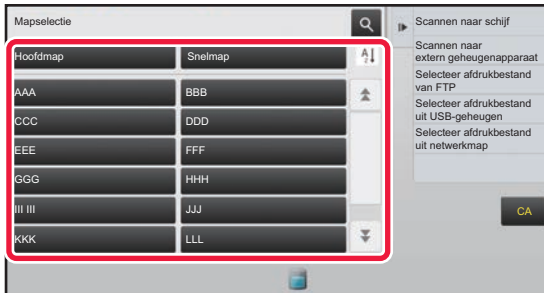 Mapselectie
Hoofdmap
Snelmap
AAA
BBB
CCC
DDD
EEE
FFF
GGG
HHH
III III
JJJ
KKK
LLL
Scannen naar schijf
Scannen naar
extern geheugenapparaat
Selecteer afdrukbestand
van FTP
Selecteer afdrukbestand
uit USB-geheugen
Selecteer afdrukbestand
uit netwerkmap
CA